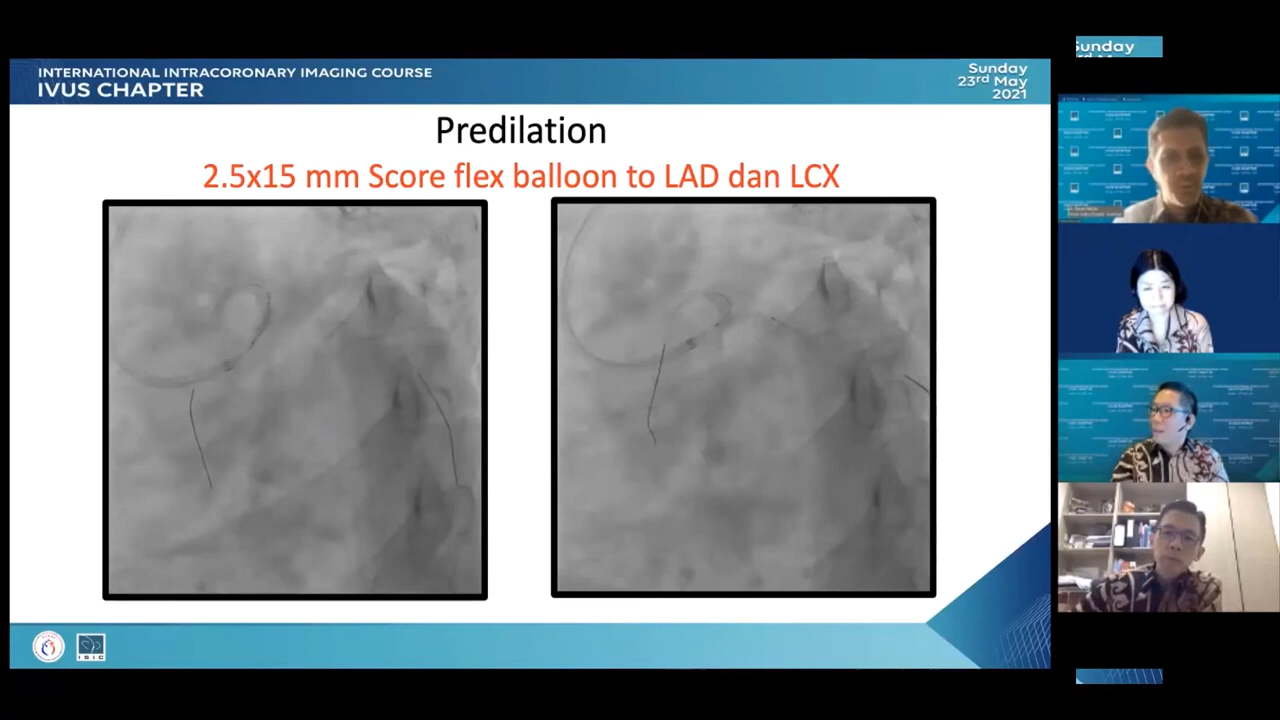 INTERNATIONAL INTRACORONARY IMAGING COURSE
IVUS CHAPTER
Sunday
23rd May
2021
Predilation
2.5x15 mm Score flex balloon to LAD dan LCX
ISIC
Sunday